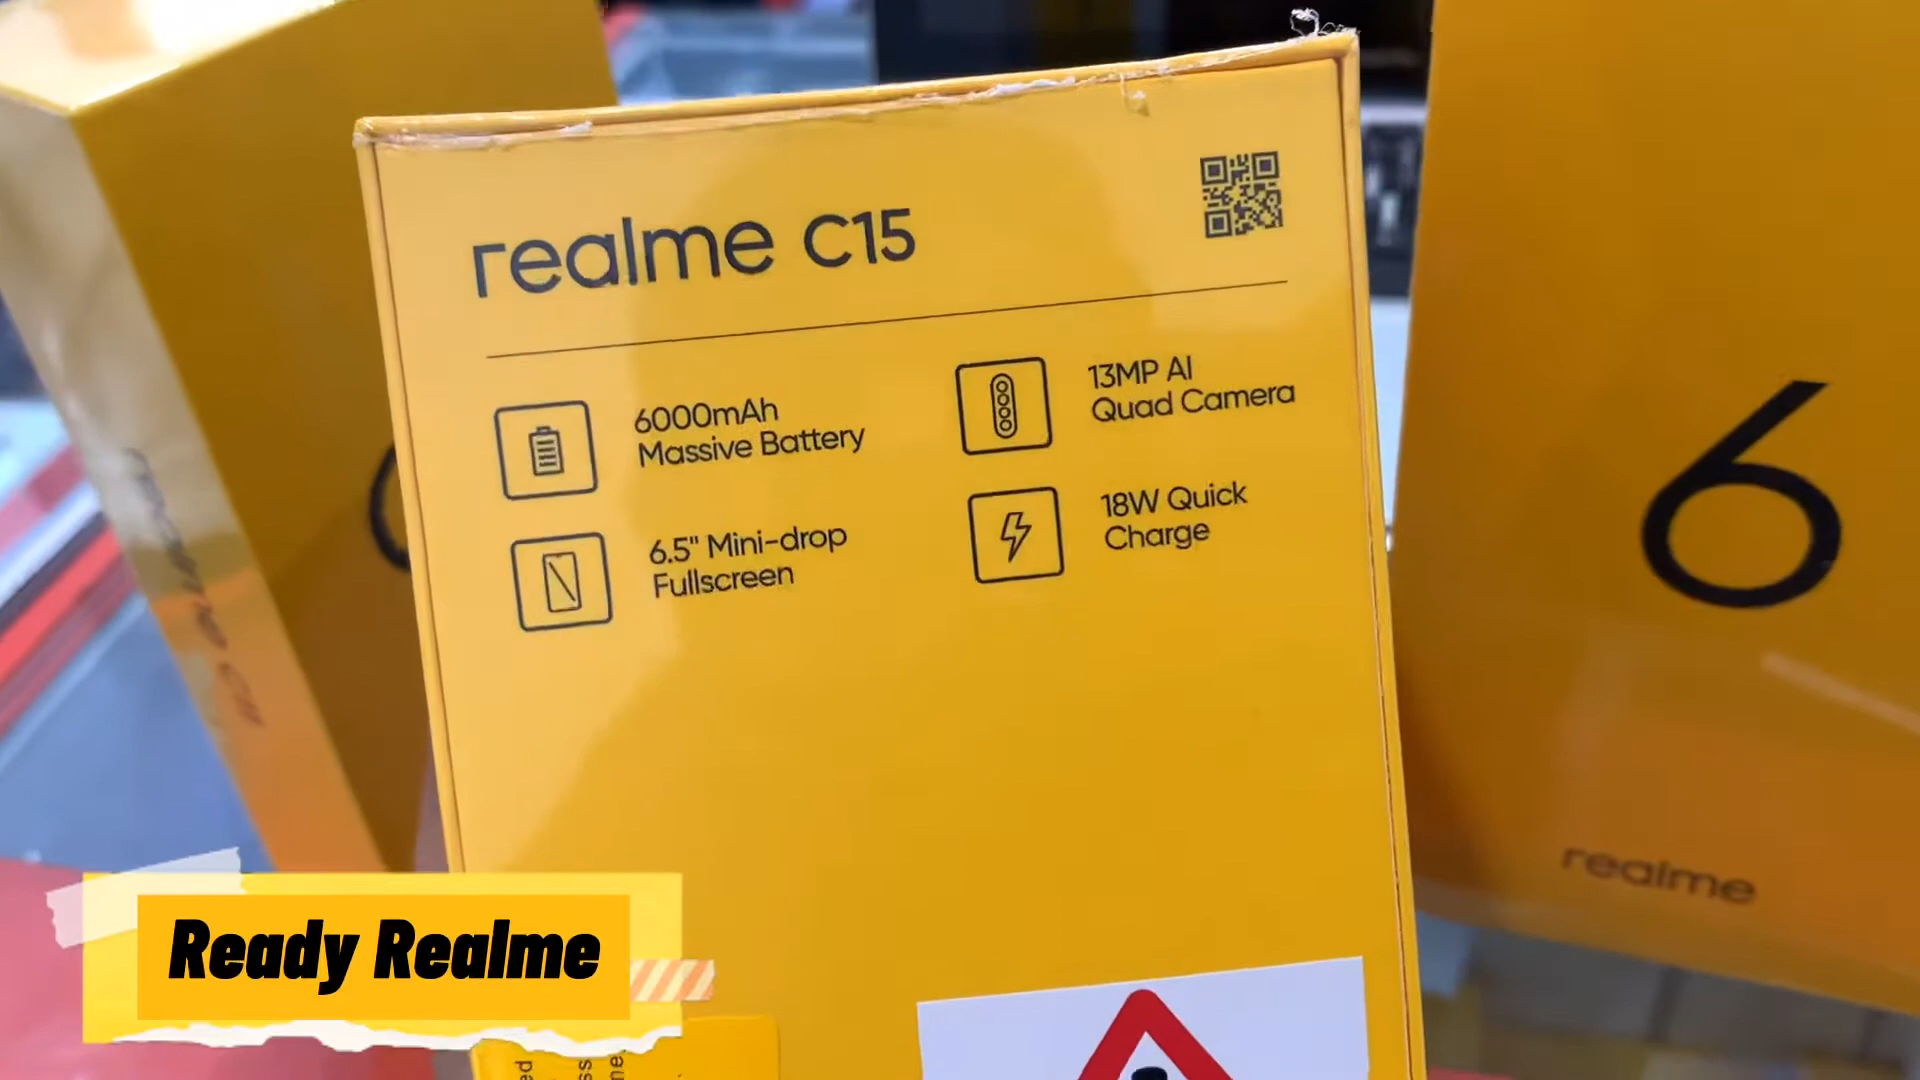 realme C15
6000mAh
Massive Battery
13MP AI
Quad Camera
6.5" Mini-drop
Fullscreen
18W Quick
Charge
6
realme
Ready Realme